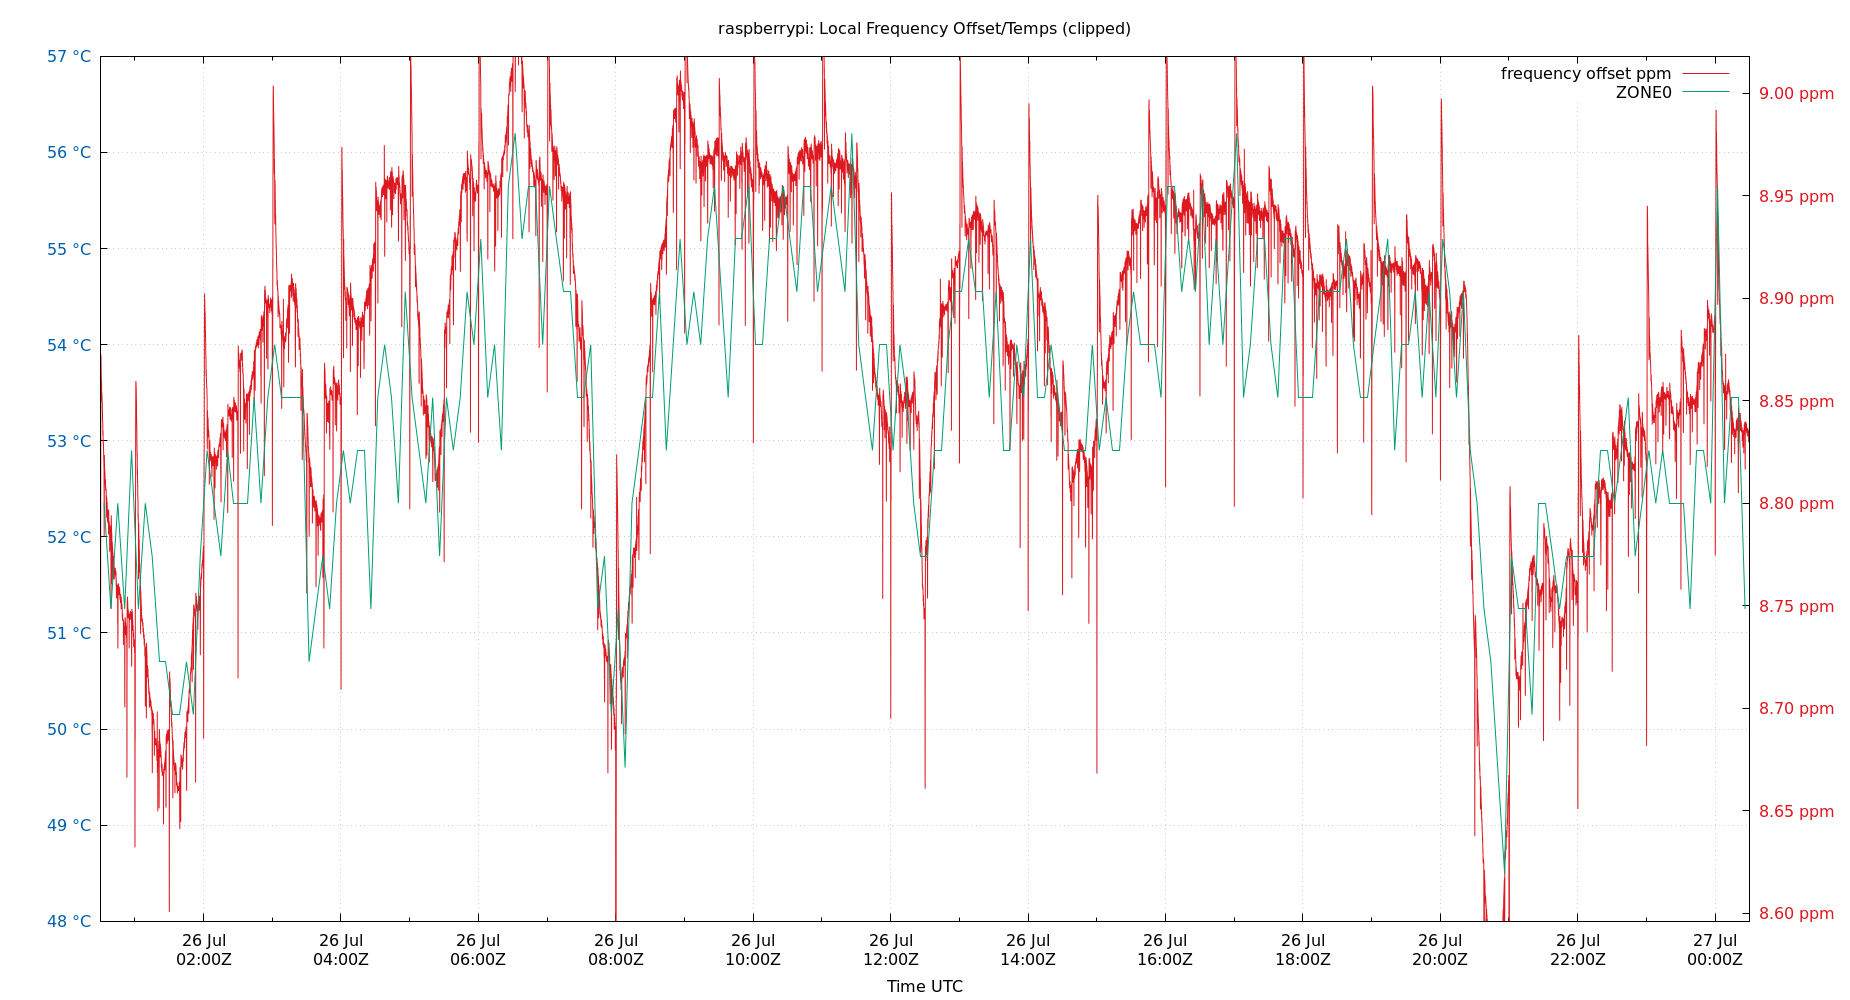 raspberrypi: Local Frequency Offset/Temps (clipped)
57 °C
56 °C
55 °C
54 °C
53 °C
52 °C
51 °C
50 °C
49 °C
48 °C
frequency offset ppm
ZONE0
9.00 ppm
8.95 ppm
8.90 ppm
8.85 ppm
8.80 ppm
8.75 ppm
8.70 ppm
8.65 ppm
8.60 ppm
26 Jul
02:00Z
26 Jul
04:00Z
26 Jul
06:00Z
26 Jul
08:00Z
26 Jul
10:00Z
26 Jul
12:00Z
26 Jul
14:00Z
26 Jul
16:00Z
26 Jul
18:00Z
26 Jul
20:00Z
26 Jul
22:00Z
27 Jul
00:00Z
Time UTC